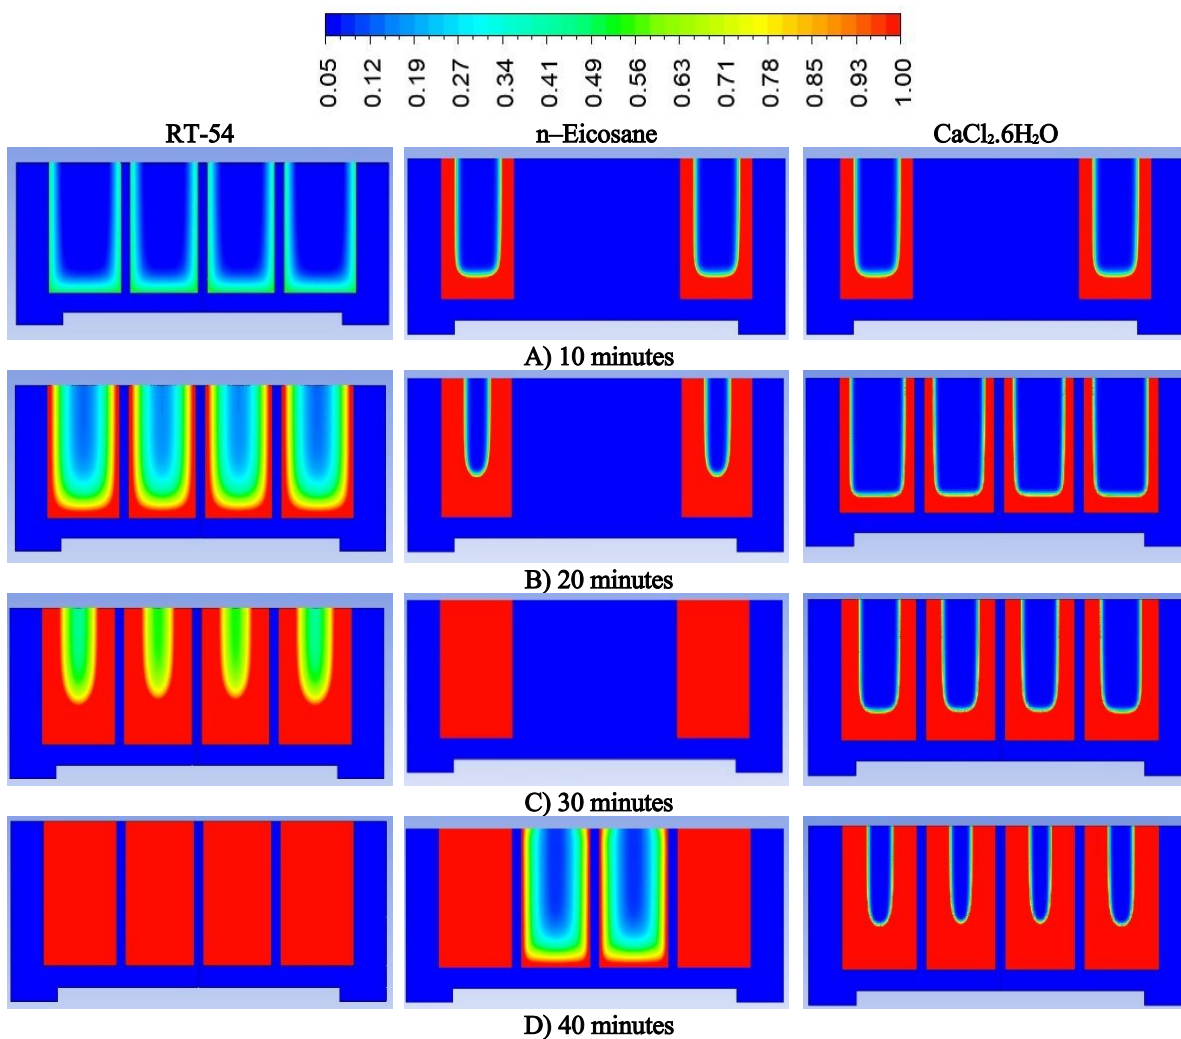 0.05 0.12 0.19 0.27 0.34 0.41 0.49 0.56 0.63 0.71 0.78 0.85 0.93 1.00
RT-54 n–Eicosane CaCl₂.6H₂O
A) 10 minutes
B) 20 minutes
C) 30 minutes
D) 40 minutes